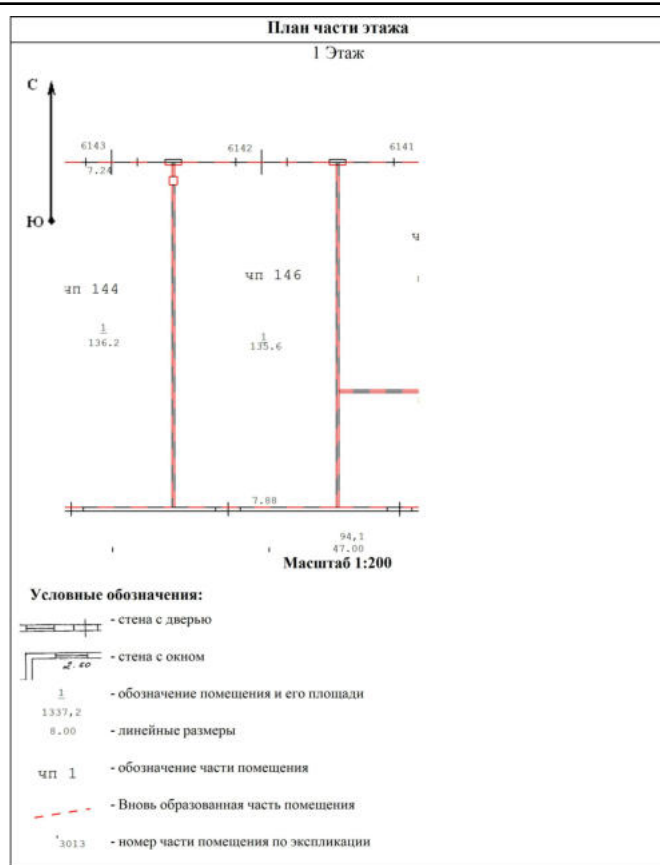 План части этажа
1 Этаж
С
6143 6142 6141
7.24
Ю
чп 146
чп 144
1
136.2
1
135.6
7.88
94,1
47.00
Масштаб 1:200
Условные обозначения:
- стена с дверью
- стена с окном
2.60
1
1337,2
- обозначение помещения и его площади
8.00
- линейные размеры
чп 1
- обозначение части помещения
- Вновь образованная часть помещения
3013
- номер части помещения по экспликации